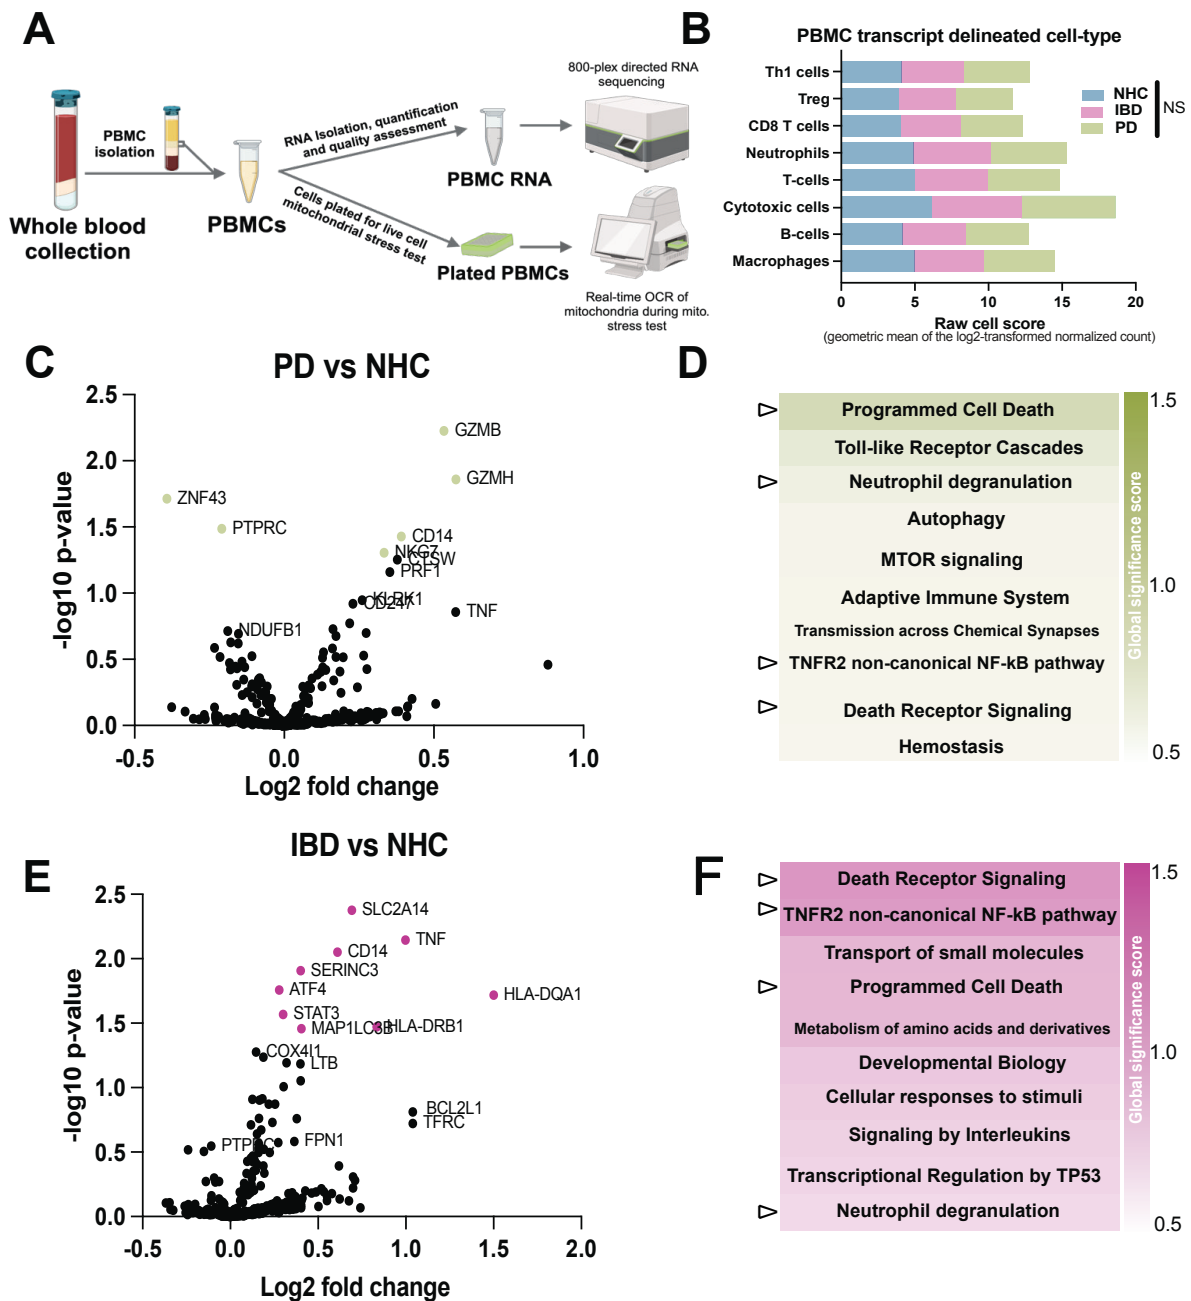 A
PBMC
isolation
Whole blood
collection
PBMCs
RNA Isolation, quantification
and quality assessment
Cells plated for live cell
mitochondrial stress test
PBMC RNA
Plated PBMCs
800-plex directed RNA
sequencing
Real-time OCR of
mitochondria during mito.
stress test
B
PBMC transcript delineated cell-type
Th1 cells
Treg
CD8 T cells
Neutrophils
T-cells
Cytotoxic cells
B-cells
Macrophages
NHC
IBD
PD
NS
0 5 10 15 20
Raw cell score
(geometric mean of the log2-transformed normalized count)
C
PD vs NHC
-log10 p-value
2.5
2.0
1.5
1.0
0.5
0.0
GZMB
GZMH
ZNF43
PTPRC
CD14
NKG7
CTSW
PRF1
KLRK1
CD247
TNF
NDUFB1
-0.5 0.0 0.5 1.0
Log2 fold change
D
Programmed Cell Death
Toll-like Receptor Cascades
Neutrophil degranulation
Autophagy
MTOR signaling
Adaptive Immune System
Transmission across Chemical Synapses
TNFR2 non-canonical NF-kB pathway
Death Receptor Signaling
Hemostasis
Global significance score
1.5
1.0
0.5
E
IBD vs NHC
-log10 p-value
2.5
2.0
1.5
1.0
0.5
0.0
SLC2A14
TNF
CD14
SERINC3
ATF4
HLA-DQA1
STAT3
MAP1LC3B
HLA-DRB1
COX4I1
LTB
BCL2L1
TFRC
PTPRC
FPN1
-0.5 0.0 0.5 1.0 1.5 2.0
Log2 fold change
F
Death Receptor Signaling
TNFR2 non-canonical NF-kB pathway
Transport of small molecules
Programmed Cell Death
Metabolism of amino acids and derivatives
Developmental Biology
Cellular responses to stimuli
Signaling by Interleukins
Transcriptional Regulation by TP53
Neutrophil degranulation
Global significance score
1.5
1.0
0.5